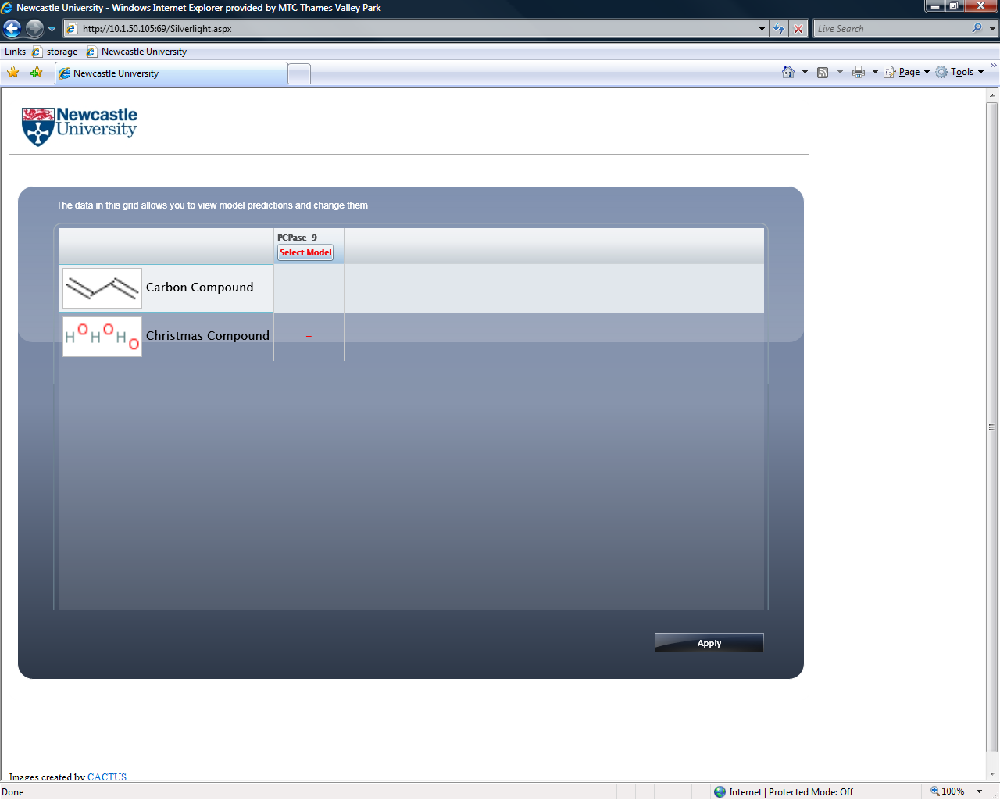 Newcastle University - Windows Internet Explorer provided by MTC Thames Valley Park
http://10.1.50.105:69/Silverlight.aspx
Live Search
Links storage Newcastle University
Newcastle University
Page Tools
Newcastle
University
The data in this grid allows you to view model predictions and change them
PCPase-9
Select Model
Carbon Compound -
H O H O H O Christmas Compound -
Apply
Images created by CACTUS
Done Internet | Protected Mode: Off 100%